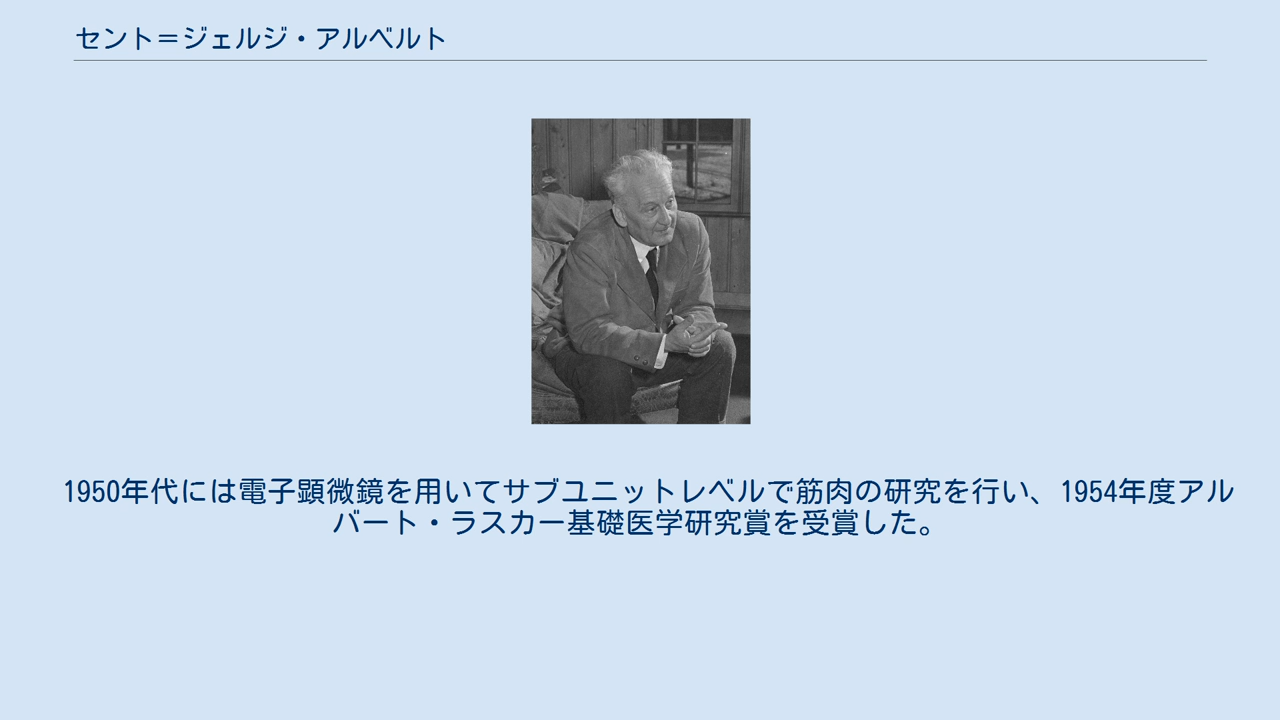 セント＝ジェルジ・アルベルト
1950年代には電子顕微鏡を用いてサブユニットレベルで筋肉の研究を行い、1954年度アル
バート・ラスカー基礎医学研究賞を受賞した。